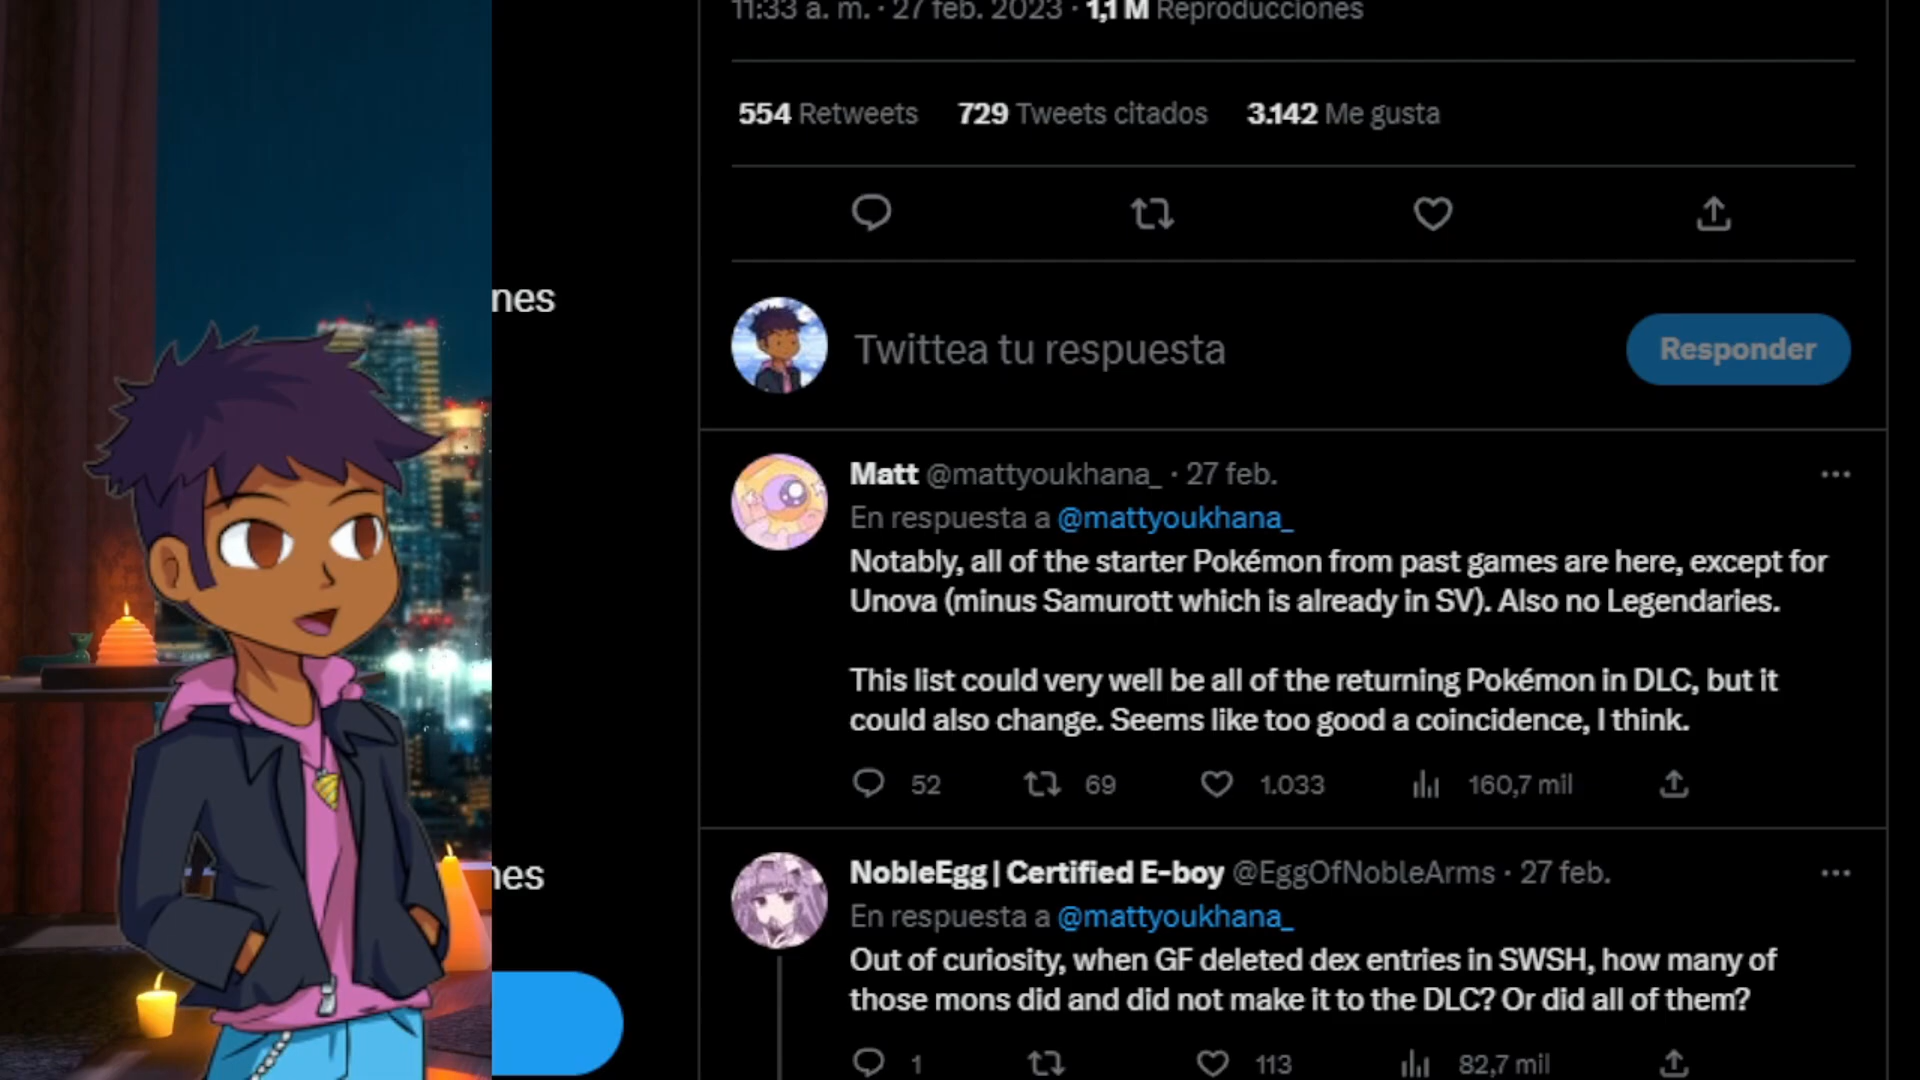 11:33 a. m. · 27 feb. 2023 · 1,1 M Reproducciones
554 Retweets 729 Tweets citados 3.142 Me gusta
nes
Twittea tu respuesta
Responder
Matt @mattyoukhana_ · 27 feb.
En respuesta a @mattyoukhana_
Notably, all of the starter Pokémon from past games are here, except for
Unova (minus Samurott which is already in SV). Also no Legendaries.
This list could very well be all of the returning Pokémon in DLC, but it
could also change. Seems like too good a coincidence, I think.
52 69 1.033 160,7 mil
nes
NobleEgg | Certified E-boy @EggOfNobleArms · 27 feb.
En respuesta a @mattyoukhana_
Out of curiosity, when GF deleted dex entries in SWSH, how many of
those mons did and did not make it to the DLC? Or did all of them?
1 113 82,7 mil